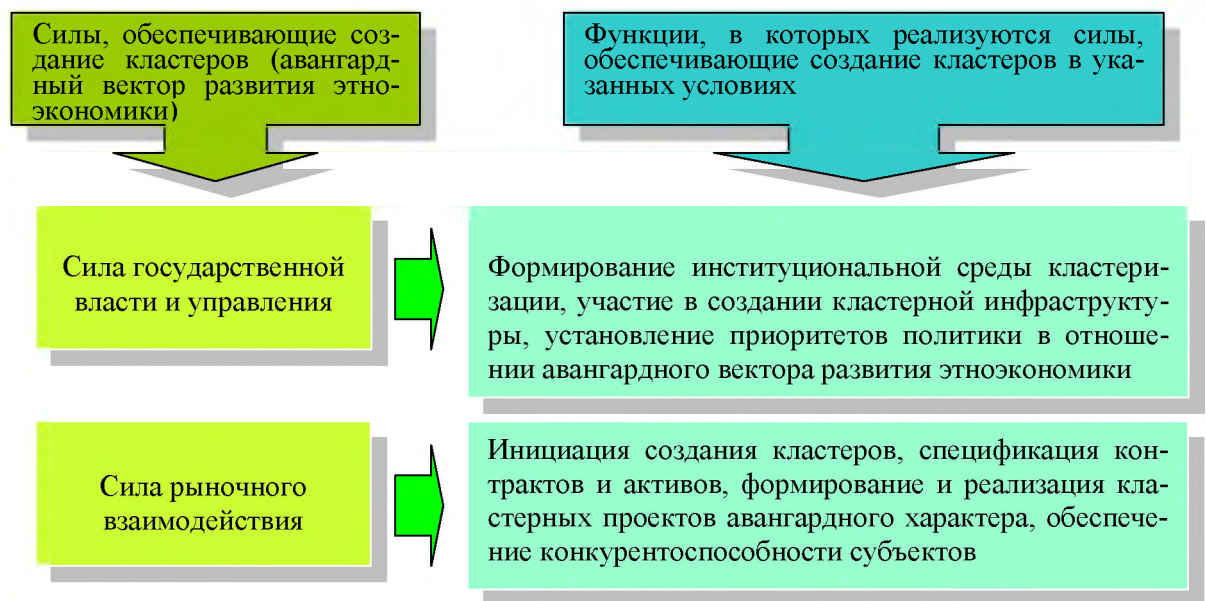 Силы, обеспечивающие соз-
дание кластеров (авангард-
ный вектор развития этно-
экономики)
Функции, в которых реализуются силы,
обеспечивающие создание кластеров в ука-
занных условиях
Сила государственной
власти и управления
Формирование институциональной среды кластери-
зации, участие в создании кластерной инфраструкту-
ры, установление приоритетов политики в отноше-
нии авангардного вектора развития этноэкономики
Сила рыночного
взаимодействия
Инициация создания кластеров, спецификация кон-
трактов и активов, формирование и реализация кла-
стерных проектов авангардного характера, обеспече-
ние конкурентоспособности субъектов